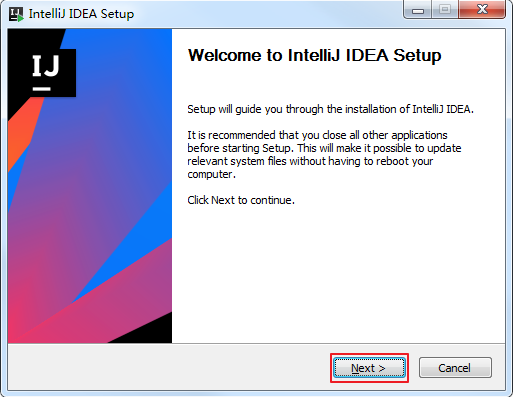 IntelliJ IDEA Setup
IJ
Welcome to IntelliJ IDEA Setup
Setup will guide you through the installation of IntelliJ IDEA.
It is recommended that you close all other applications
before starting Setup. This will make it possible to update
relevant system files without having to reboot your
computer.
Click Next to continue.
Next >
Cancel